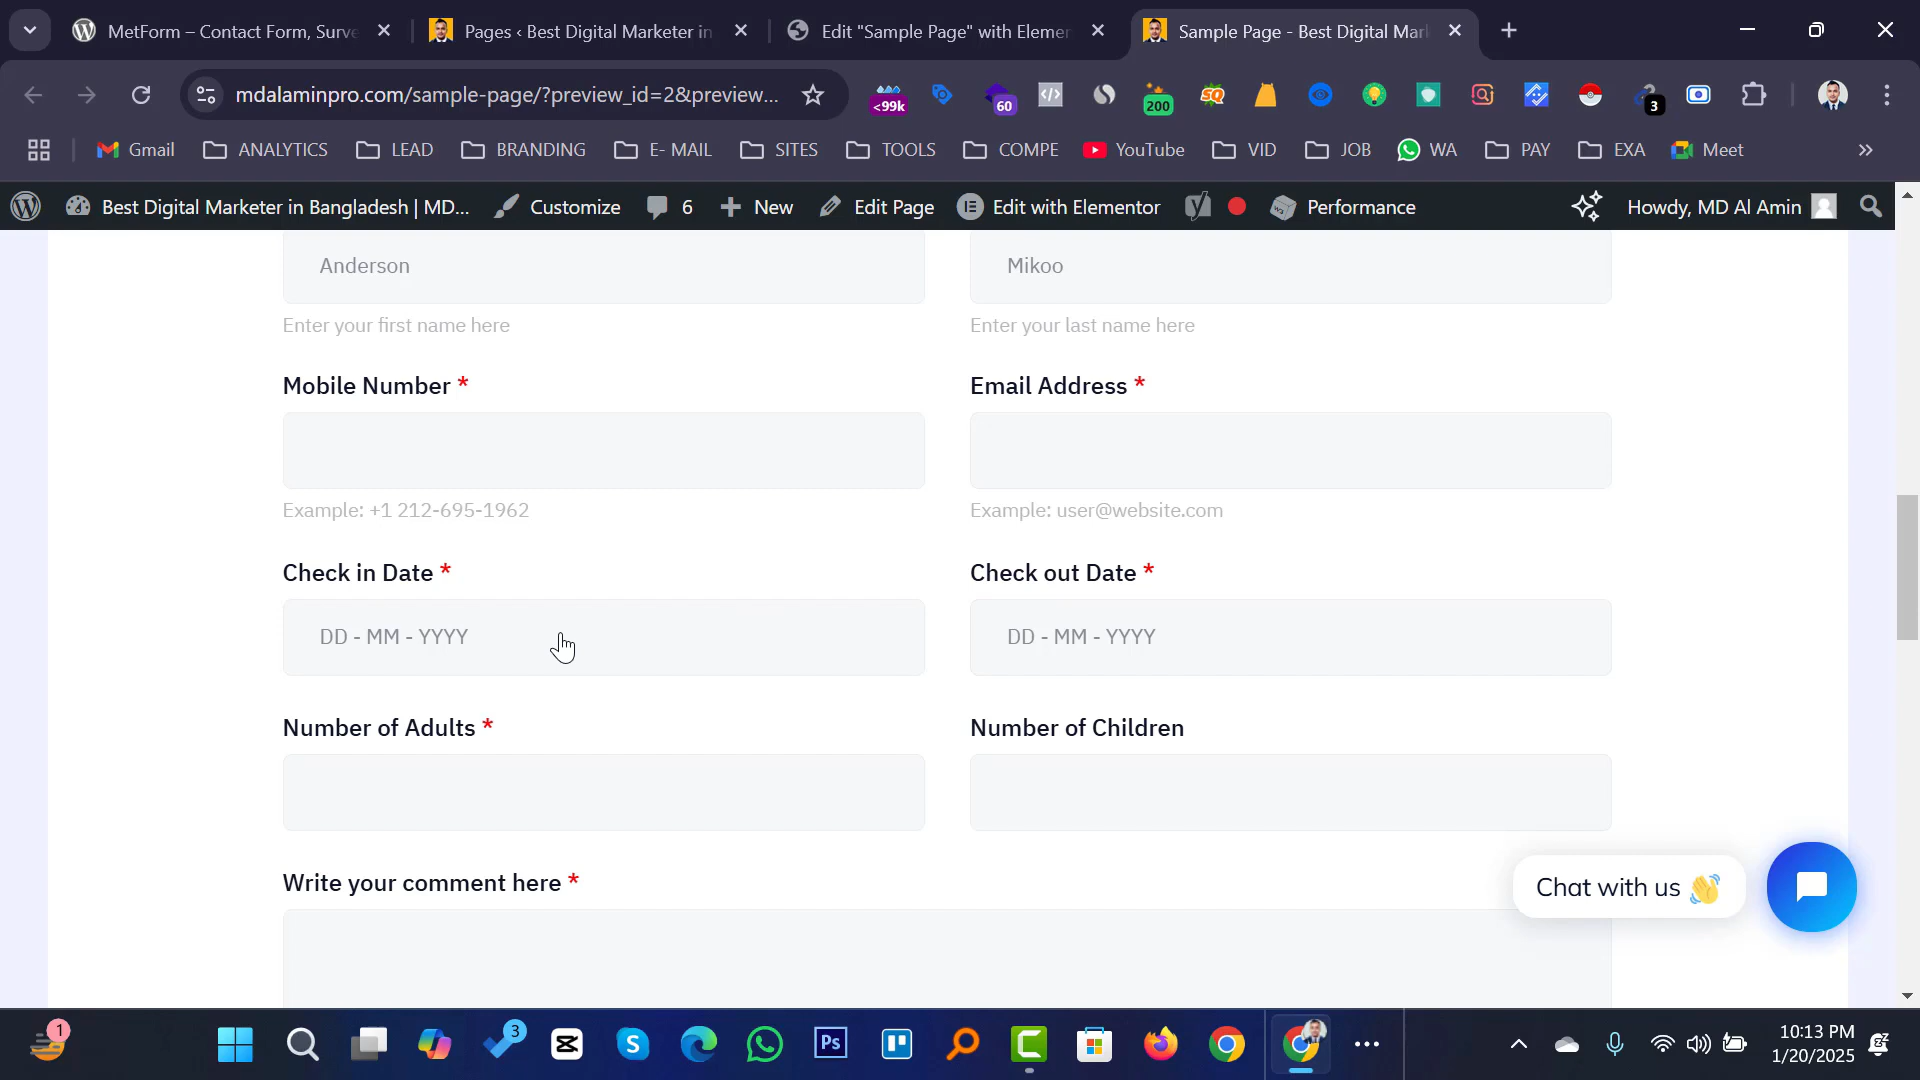 MetForm – Contact Form, Surve
Pages ‹ Best Digital Marketer in
Edit "Sample Page" with Elemen
Sample Page - Best Digital Mark
mdalaminpro.com/sample-page/?preview_id=2&preview...
<99k
60
200
SQ
3
Gmail
ANALYTICS
LEAD
BRANDING
E- MAIL
SITES
TOOLS
COMPE
YouTube
VID
JOB
WA
PAY
EXA
Meet
Best Digital Marketer in Bangladesh | MD...
Customize
6
New
Edit Page
Edit with Elementor
Performance
Howdy, MD Al Amin
Anderson
Mikoo
Enter your first name here
Enter your last name here
Mobile Number *
Email Address *
Example: +1 212-695-1962
Example: user@website.com
Check in Date *
Check out Date *
DD - MM - YYYY
DD - MM - YYYY
Number of Adults *
Number of Children
Write your comment here *
Chat with us 👋
1
3
Ps
10:13 PM
1/20/2025